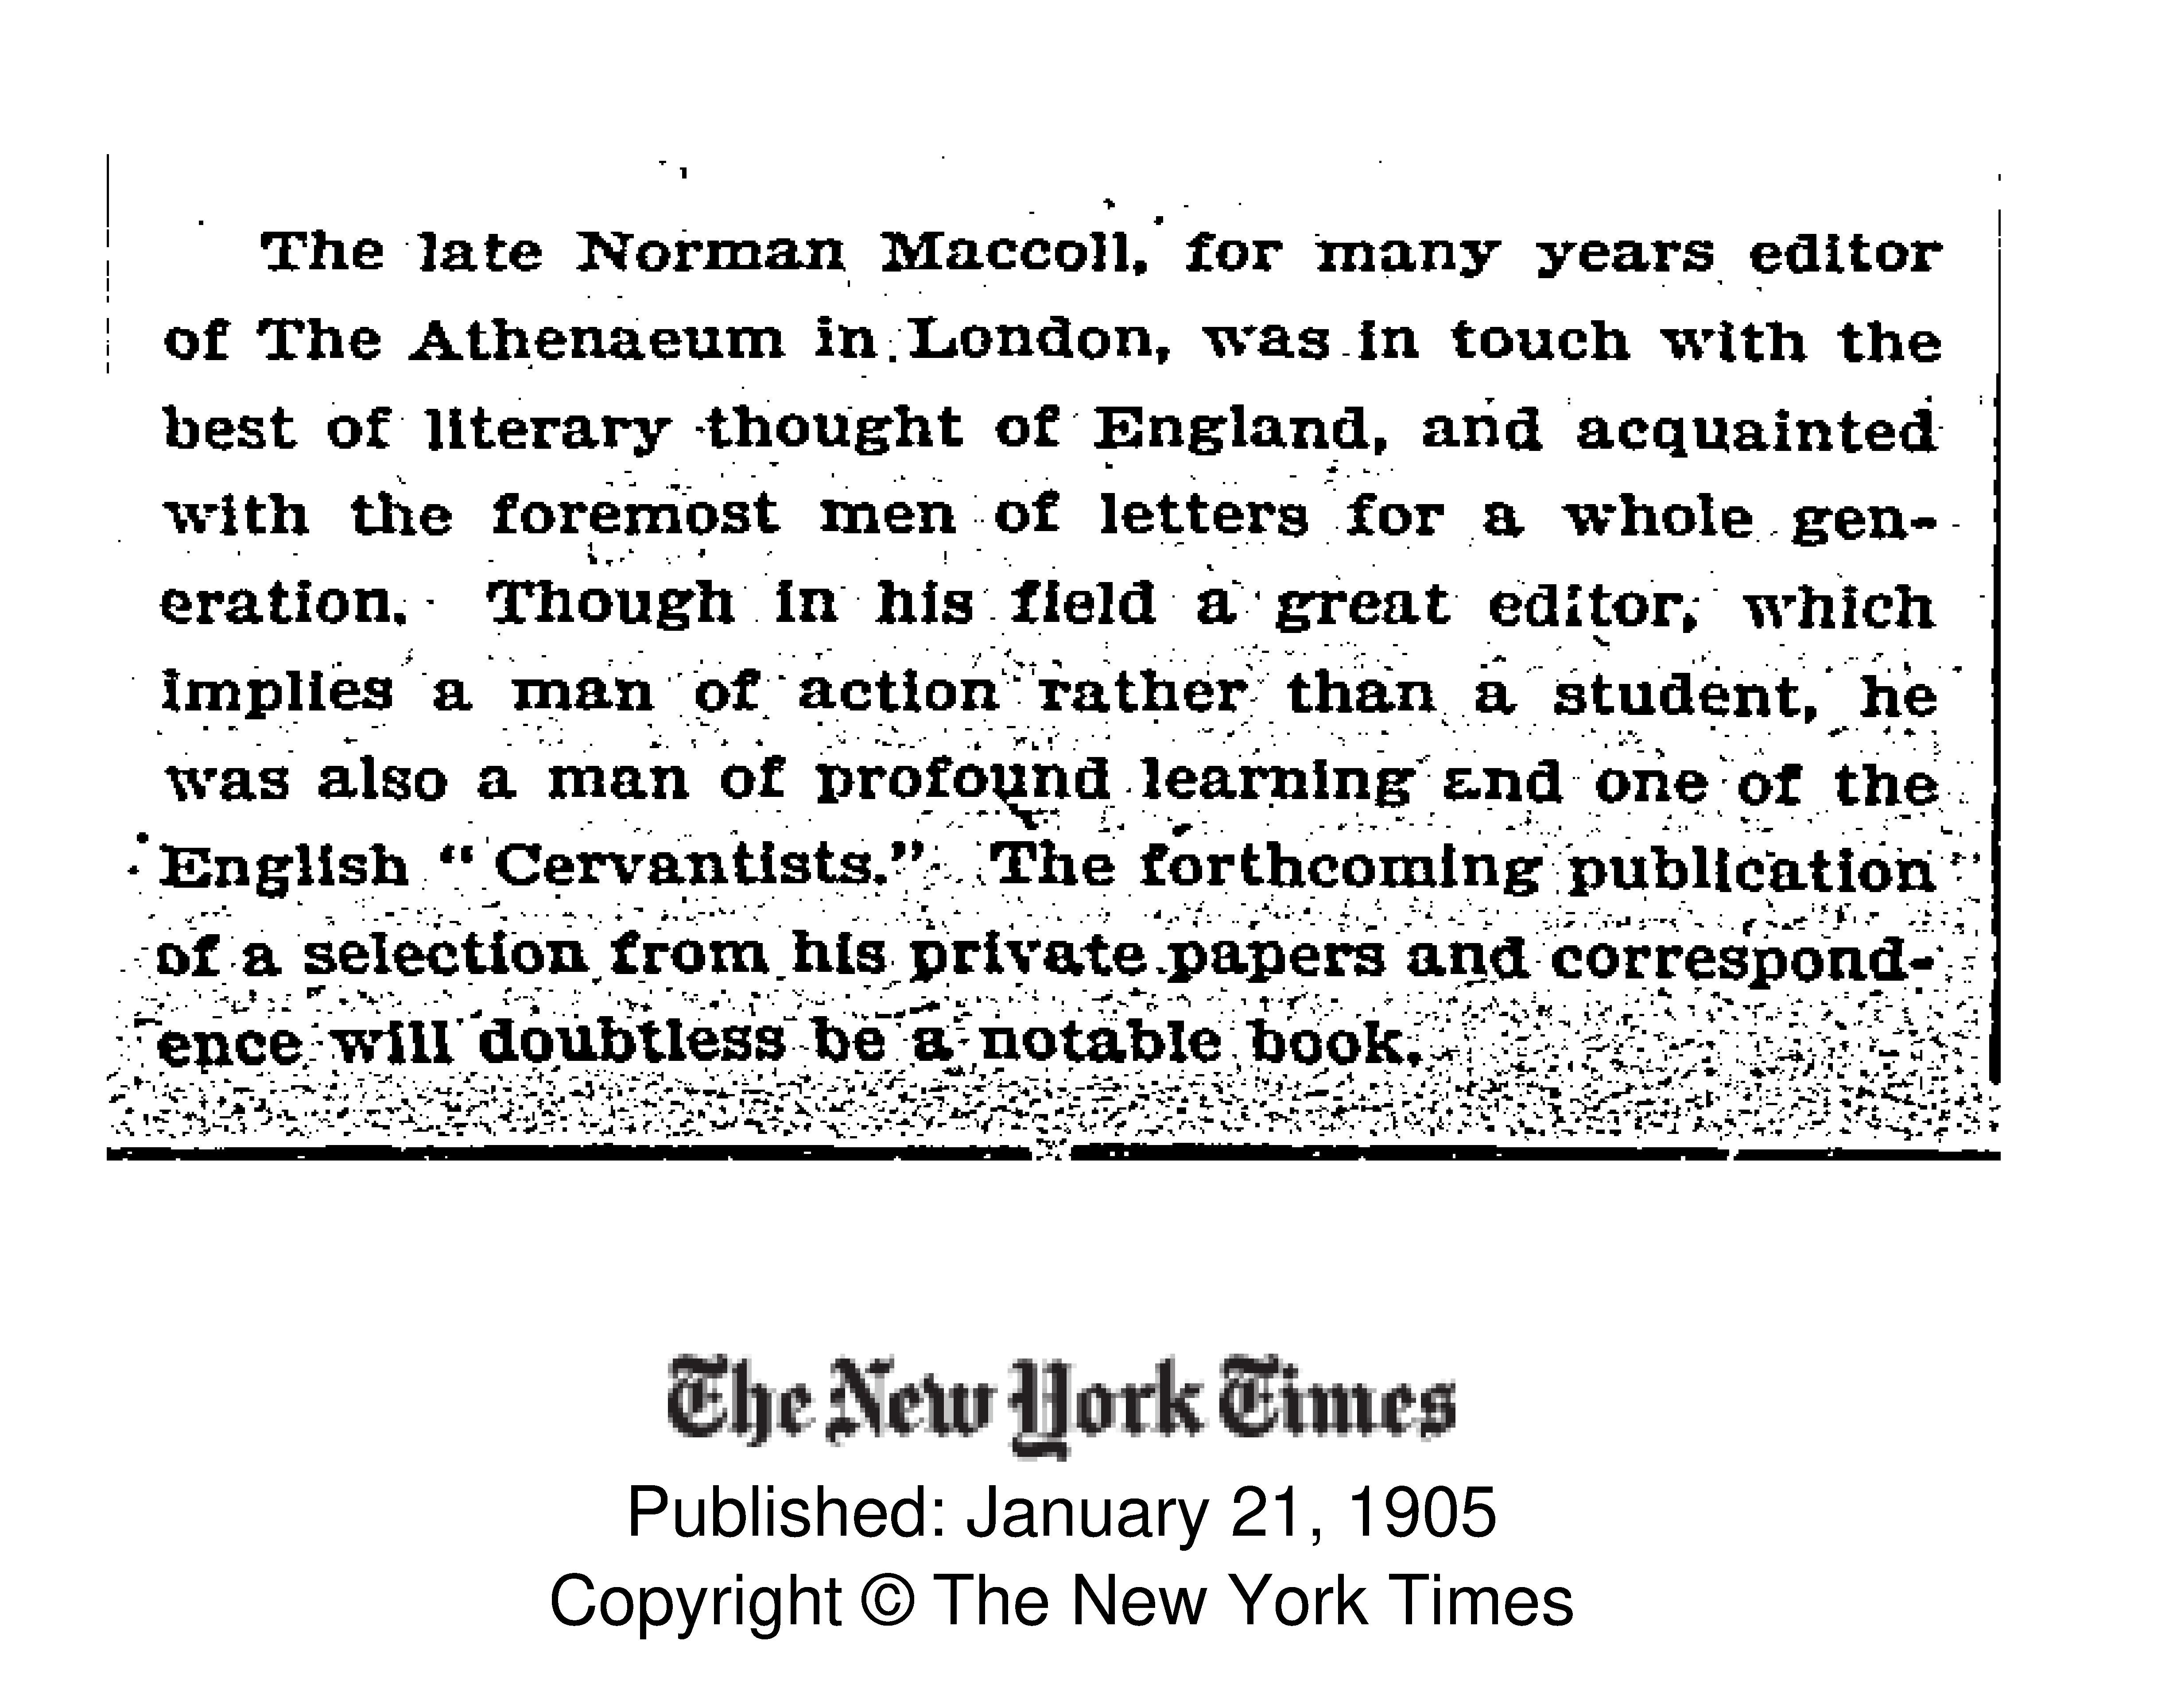 The late Norman Maccoll, for many years editor
of The Athenaeum in London, was in touch with the
best of literary thought of England, and acquainted
with the foremost men of letters for a whole gen-
eration. Though in his field a great editor, which
implies a man of action rather than a student, he
was also a man of profound learning and one of the
English “Cervantists.” The forthcoming publication
of a selection from his private papers and correspond-
ence will doubtless be a notable book.
The New York Times
Published: January 21, 1905
Copyright © The New York Times